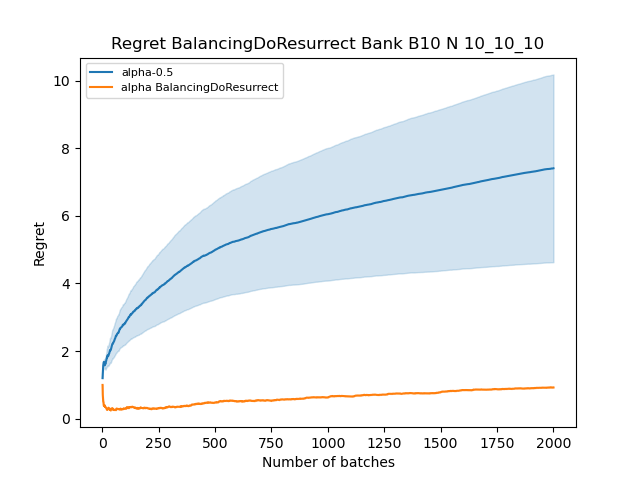 Regret BalancingDoResurrect Bank B10 N 10_10_10
alpha-0.5
alpha BalancingDoResurrect
10
8
6
4
2
0
Regret
0 250 500 750 1000 1250 1500 1750 2000
Number of batches